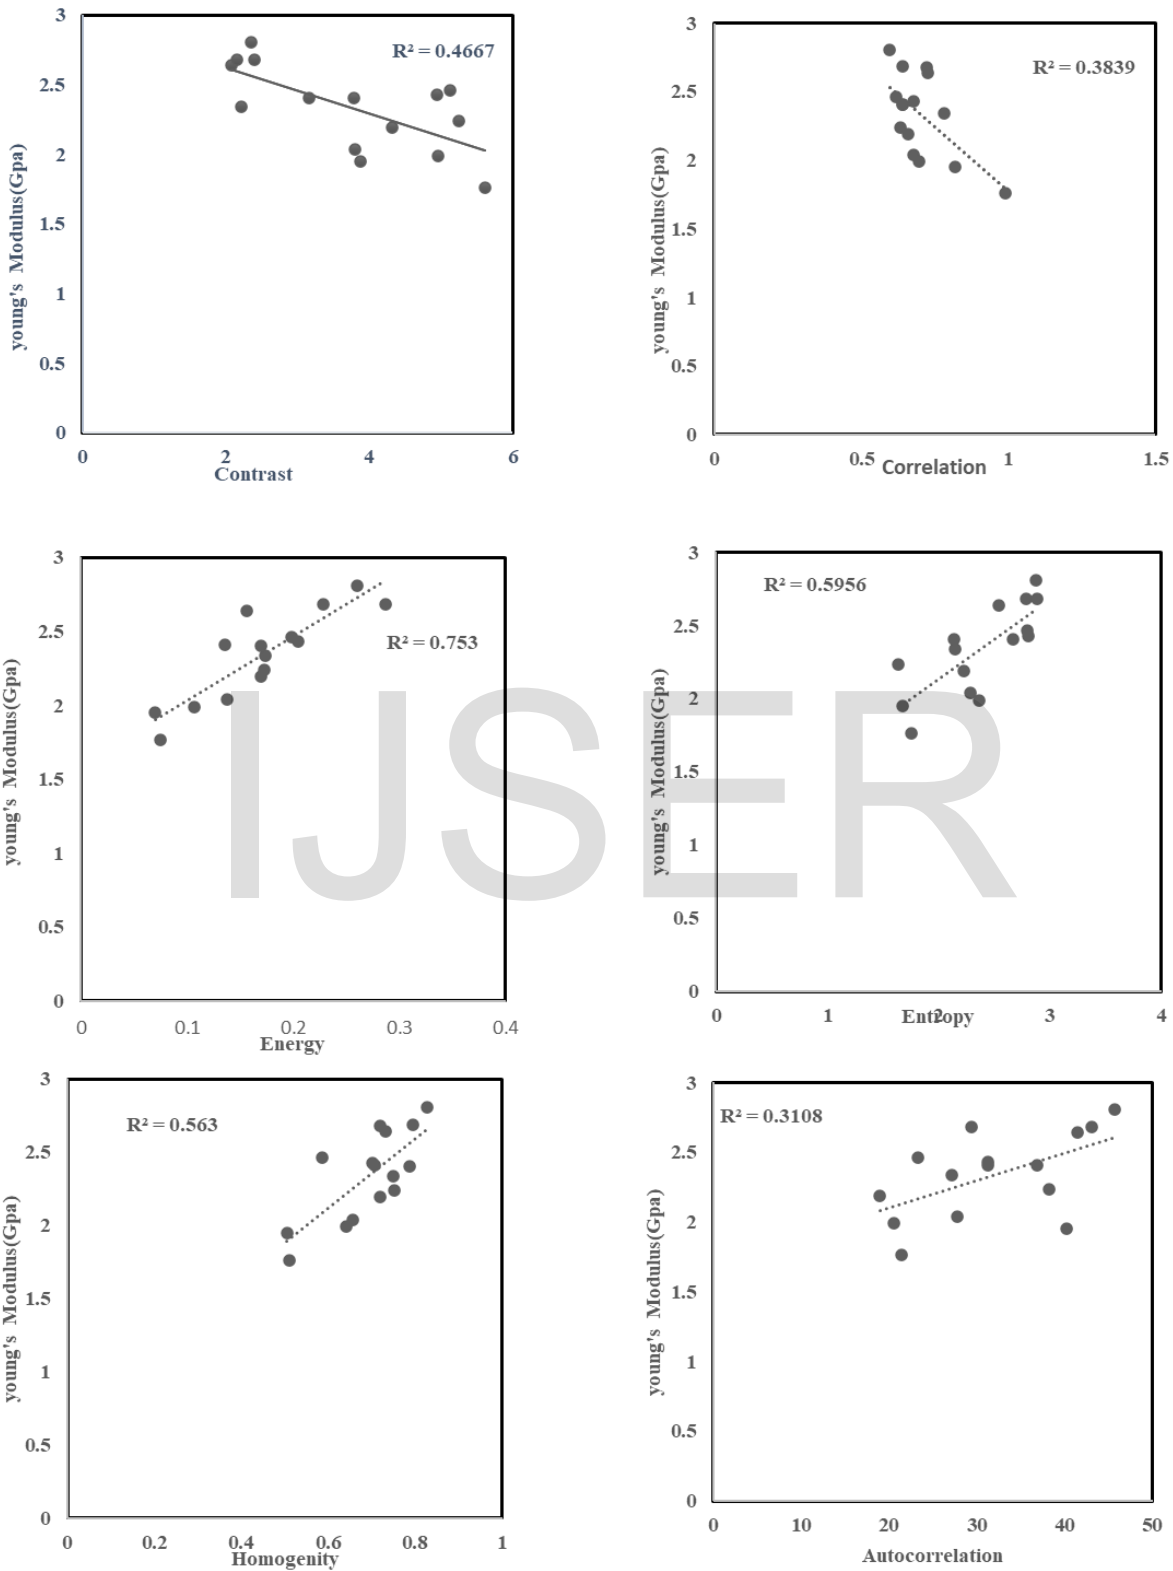 3
2.5
2
1.5
1
0.5
0
young's Modulus(Gpa)
R² = 0.4667
0 2 4 6
Contrast
3
2.5
2
1.5
1
0.5
0
young's Modulus(Gpa)
R² = 0.3839
0 0.5 1 1.5
Correlation
3
2.5
2
1.5
1
0.5
0
young's Modulus(Gpa)
R² = 0.753
0 0.1 0.2 0.3 0.4
Energy
3
2.5
2
1.5
1
0.5
0
young's Modulus(Gpa)
R² = 0.5956
0 1 2 3 4
Entropy
IJSER
3
2.5
2
1.5
1
0.5
0
young's Modulus(Gpa)
R² = 0.563
0 0.2 0.4 0.6 0.8 1
Homogenity
3
2.5
2
1.5
1
0.5
0
young's Modulus(Gpa)
R² = 0.3108
0 10 20 30 40 50
Autocorrelation